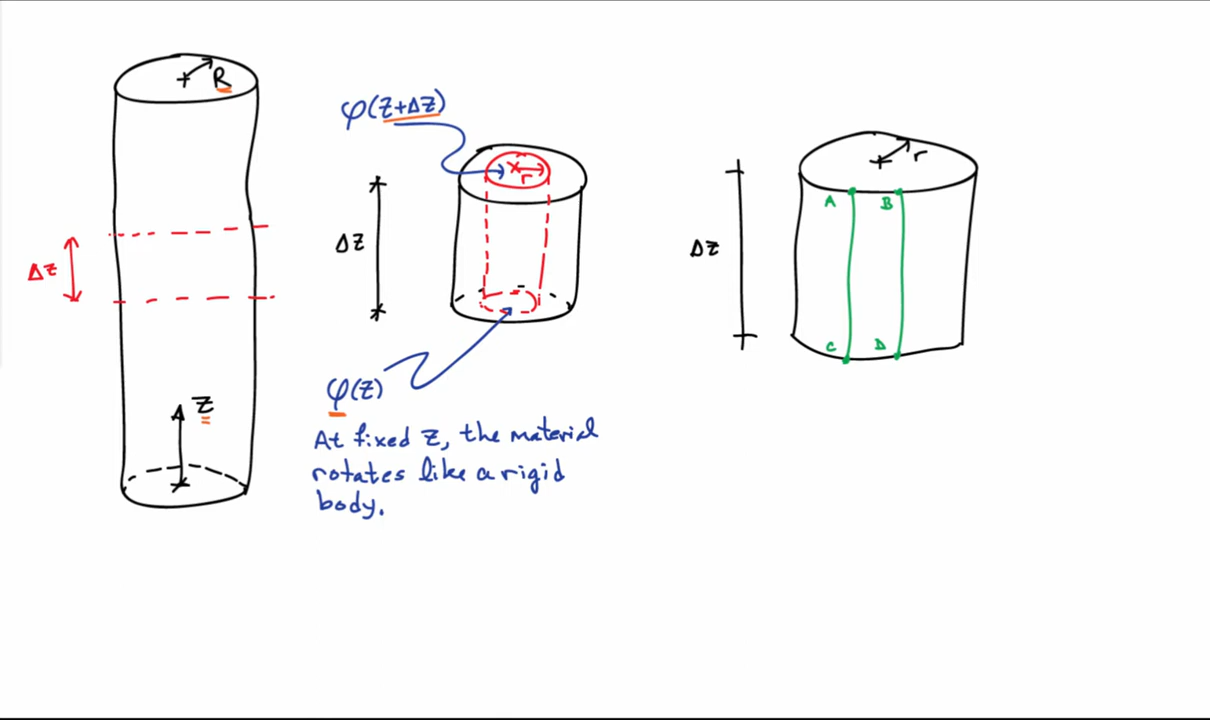 R
Δz
z
φ(z+Δz)
r
Δz
φ(z)
At fixed z, the material
rotates like a rigid
body.
r
A B
Δz
C D